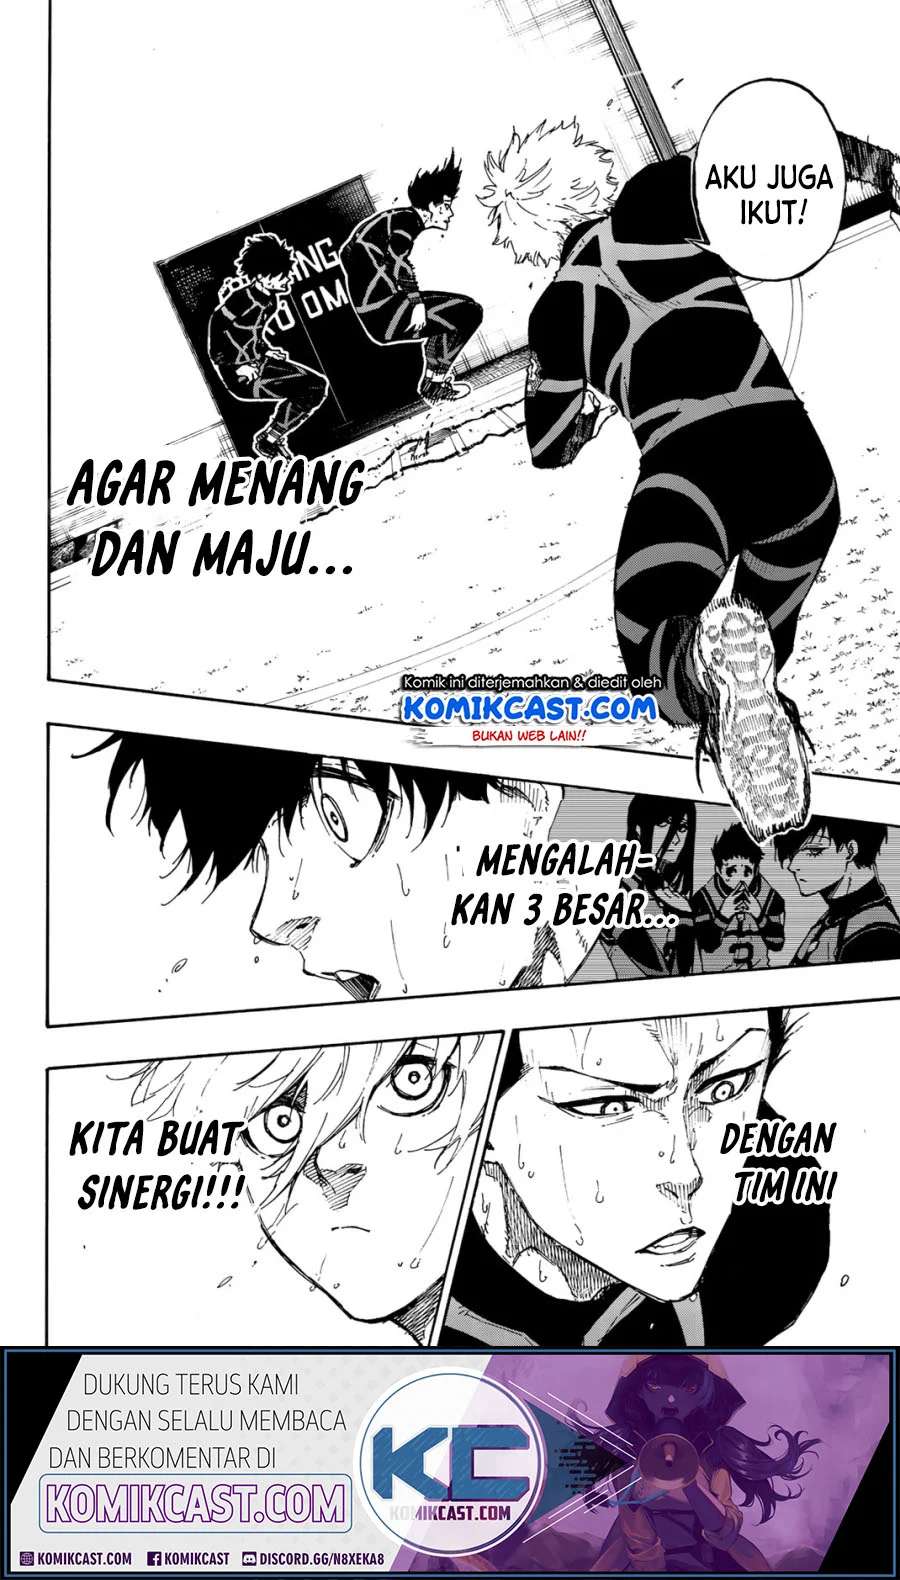 AKU JUGA
IKUT!
NG
OOM
AGAR MENANG
DAN MAJU...
Komik ini diterjemahkan & diedit oleh
KOMIKCAST.COM
BUKAN WEB LAIN!!
MENGALAH-
KAN 3 BESAR...
DENGAN
TIM INI
KITA BUAT
SINERGI!!!
DUKUNG TERUS KAMI
DENGAN SELALU MEMBACA
DAN BERKOMENTAR DI
KOMIKCAST.COM
KC
KOMIKCAST.COM
KOMIKCAST.COM
KOMIKCAST
DISCORD.GG/N8XEKA8